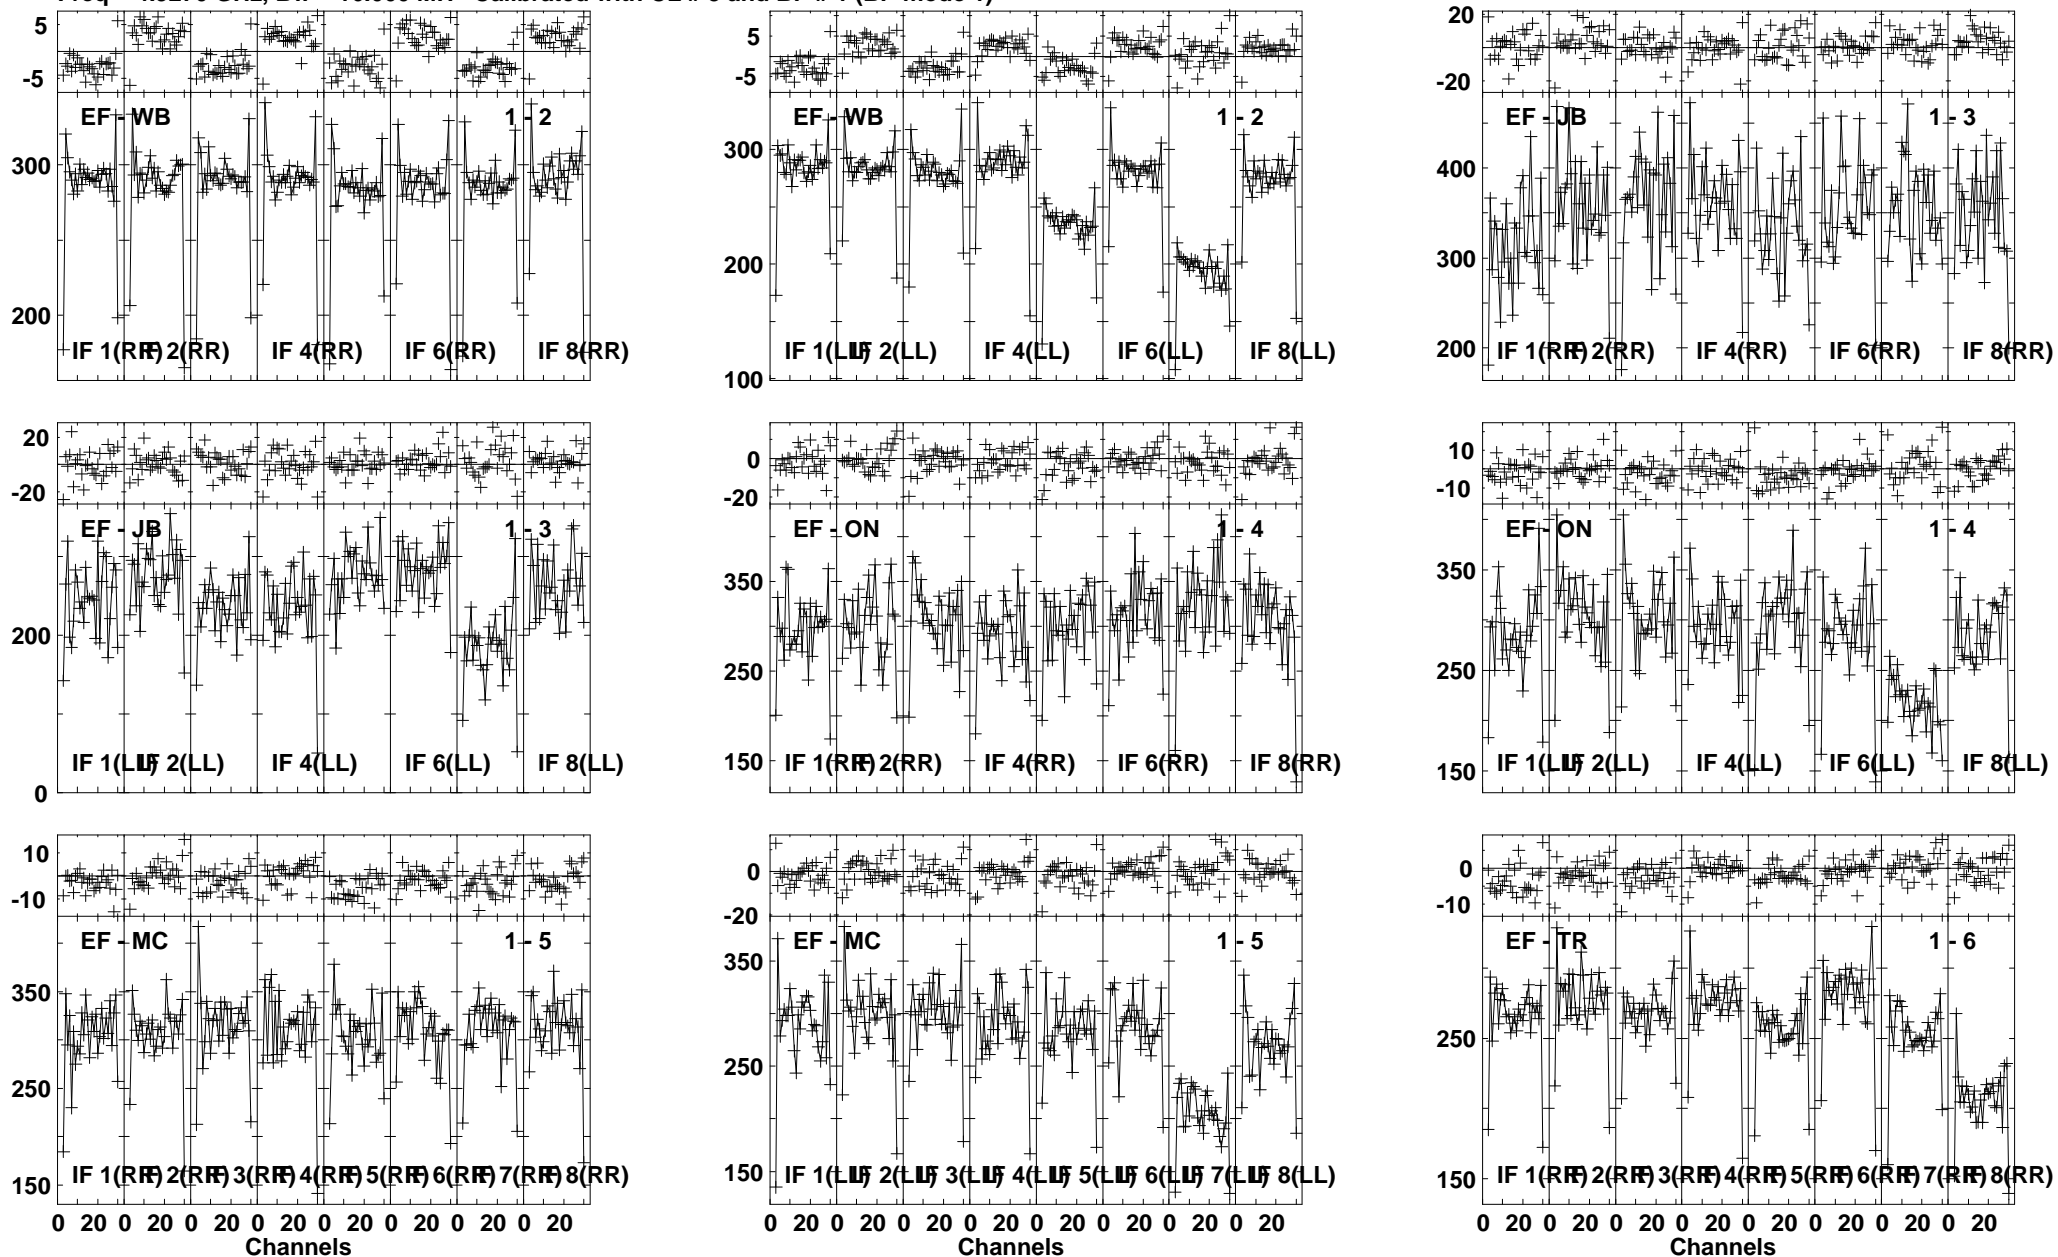 5
-5
EF - WB
1 - 2
300
200
IF 1(RR)
IF 2(RR)
IF 4(RR)
IF 6(RR)
IF 8(RR)
5
-5
EF - WB
1 - 2
300
200
100
IF 1(LL)
IF 2(LL)
IF 4(LL)
IF 6(LL)
IF 8(LL)
20
-20
EF - JB
1 - 3
400
300
200
IF 1(RR)
IF 2(RR)
IF 4(RR)
IF 6(RR)
IF 8(RR)
20
-20
EF - JB
1 - 3
200
0
IF 1(LL)
IF 2(LL)
IF 4(LL)
IF 6(LL)
IF 8(LL)
0
-20
EF - ON
1 - 4
350
250
150
IF 1(RR)
IF 2(RR)
IF 4(RR)
IF 6(RR)
IF 8(RR)
10
-10
EF - ON
1 - 4
350
250
150
IF 1(LL)
IF 2(LL)
IF 4(LL)
IF 6(LL)
IF 8(LL)
10
-10
EF - MC
1 - 5
350
250
150
IF 1(RR)
IF 2(RR)
IF 3(RR)
IF 4(RR)
IF 5(RR)
IF 6(RR)
IF 7(RR)
IF 8(RR)
0 20 0 20 0 20 0 20 0 20 0 20 0 20 0 20
Channels
0
-20
EF - MC
1 - 5
350
250
150
IF 1(LL)
IF 2(LL)
IF 3(LL)
IF 4(LL)
IF 5(LL)
IF 6(LL)
IF 7(LL)
IF 8(LL)
0 20 0 20 0 20 0 20 0 20 0 20 0 20 0 20
Channels
0
-10
EF - TR
1 - 6
250
150
IF 1(RR)
IF 2(RR)
IF 3(RR)
IF 4(RR)
IF 5(RR)
IF 6(RR)
IF 7(RR)
IF 8(RR)
0 20 0 20 0 20 0 20 0 20 0 20 0 20 0 20
Channels